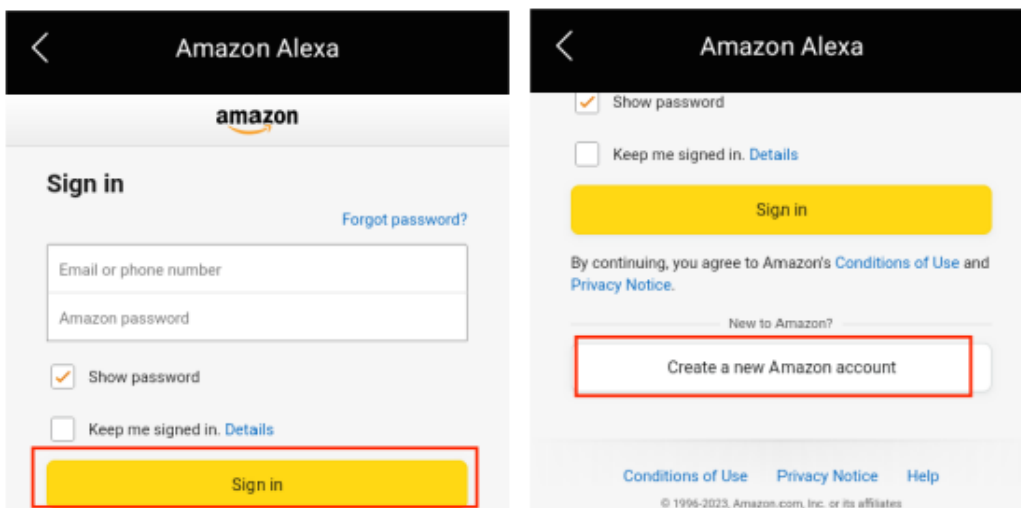 Amazon Alexa
amazon
Sign in
Forgot password?
Email or phone number
Amazon password
Show password
Keep me signed in. Details
Sign in
Amazon Alexa
Show password
Keep me signed in. Details
Sign in
By continuing, you agree to Amazon's Conditions of Use and
Privacy Notice.
New to Amazon?
Create a new Amazon account
Conditions of Use Privacy Notice Help
© 1996-2023, Amazon.com, Inc. or its affiliates